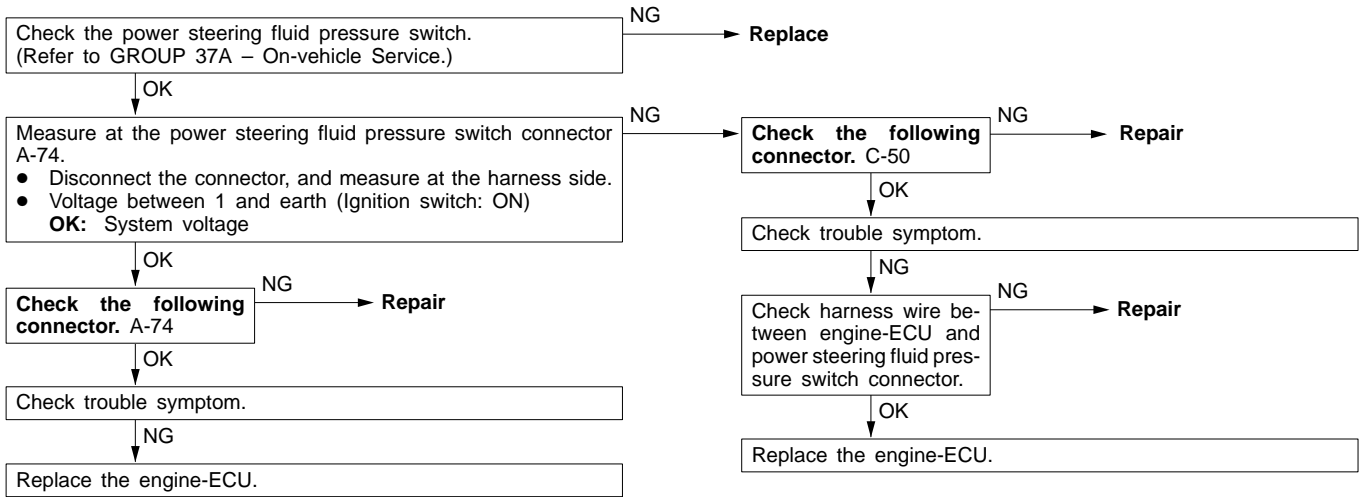 Check the power steering fluid pressure switch.
(Refer to GROUP 37A – On-vehicle Service.)
NG
Replace
OK
Measure at the power steering fluid pressure switch connector
A-74.
● Disconnect the connector, and measure at the harness side.
● Voltage between 1 and earth (Ignition switch: ON)
OK: System voltage
NG
Check the following
connector. C-50
NG
Repair
OK
Check trouble symptom.
NG
Check harness wire be-
tween engine-ECU and
power steering fluid pres-
sure switch connector.
NG
Repair
OK
Replace the engine-ECU.
OK
Check the following
connector. A-74
NG
Repair
OK
Check trouble symptom.
NG
Replace the engine-ECU.